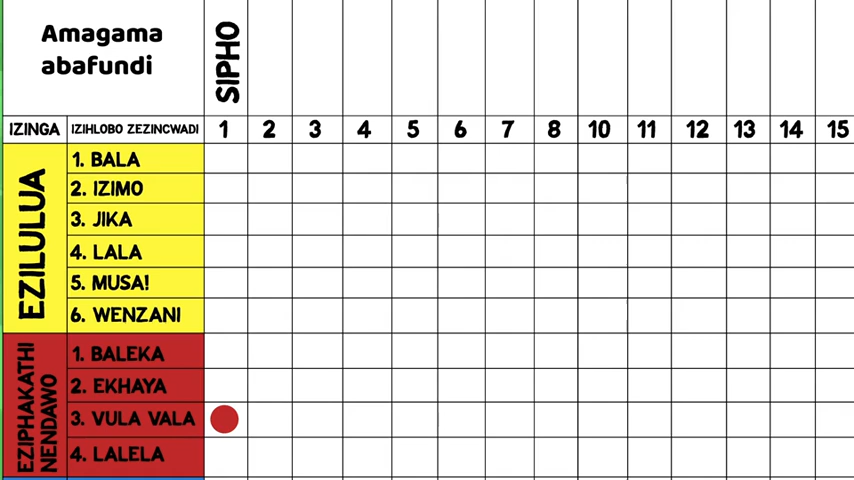 Amagama
abafundi
SIPHO
IZINGA IZIHLOBO ZEZINCWADI 1 2 3 4 5 6 7 8 10 11 12 13 14 15
EZILULUA
1. BALA
2. IZIMO
3. JIKA
4. LALA
5. MUSA!
6. WENZANI
EZIPHAKATHI
NENDAWO
1. BALEKA
2. EKHAYA
3. VULA VALA
4. LALELA